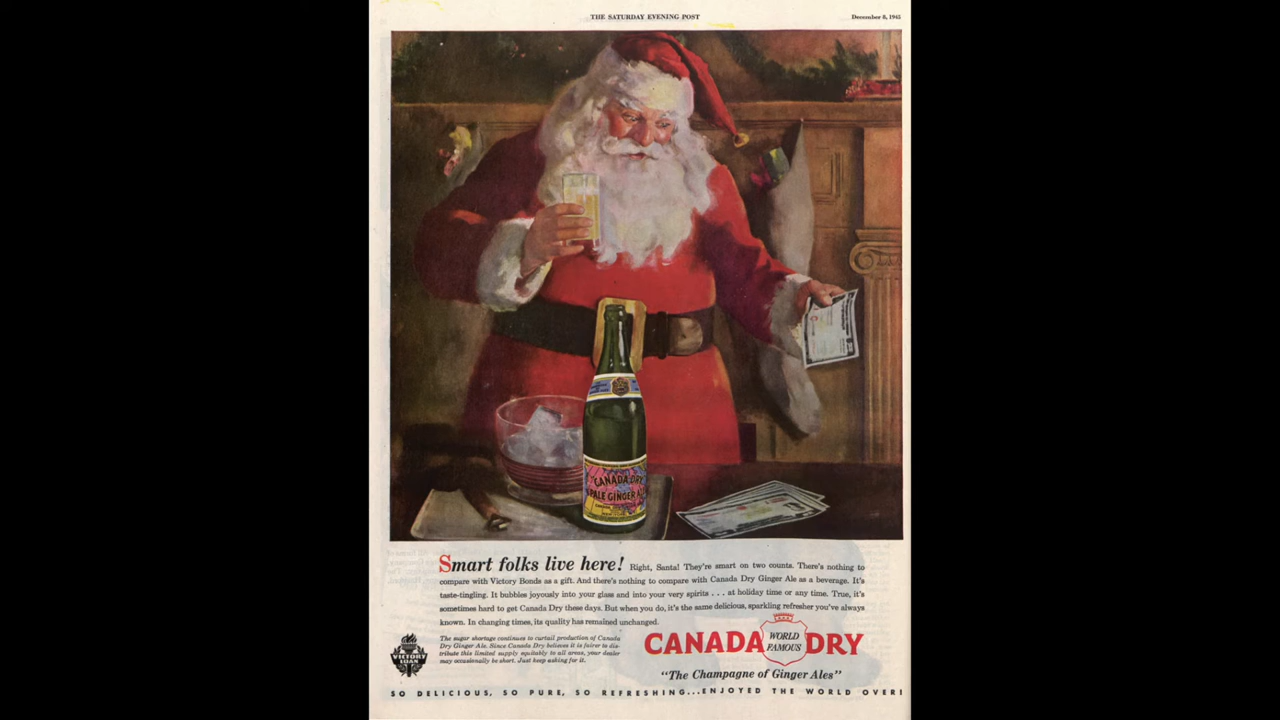 THE SATURDAY EVENING POST
December 8, 1945
CANADA DRY
PALE GINGER ALE
Smart folks live here! Right, Santa! They're smart on two counts. There's nothing to
compare with Victory Bonds as a gift. And there's nothing to compare with Canada Dry Ginger Ale as a beverage. It's
taste-tingling. It bubbles joyously into your glass and into your very spirits . . . at holiday time or any time. True, it's
sometimes hard to get Canada Dry these days. But when you do, it's the same delicious, sparkling refresher you've always
known. In changing times, its quality has remained unchanged.
VICTORY
LOAN
The sugar shortage continues to curtail production of Canada
Dry Ginger Ale. Since Canada Dry believes it is fairer to dis-
tribute this limited supply equitably to all areas, your dealer
may occasionally be short. Just keep asking for it.
CANADA WORLD FAMOUS DRY
"The Champagne of Ginger Ales"
SO DELICIOUS, SO PURE, SO REFRESHING...ENJOYED THE WORLD OVER!